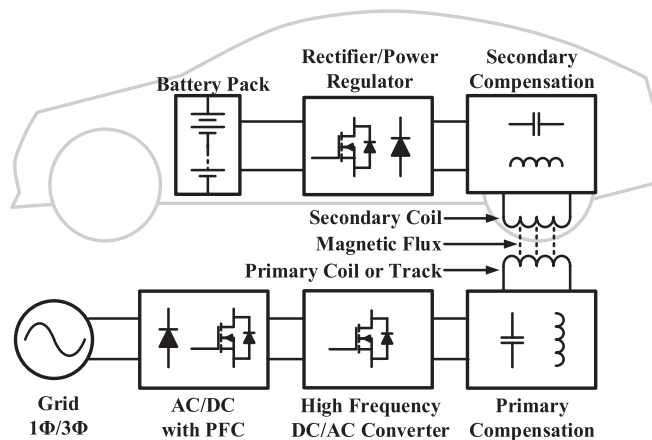 Rectifier/Power
Regulator
Secondary
Compensation
Battery Pack
Secondary Coil
Magnetic Flux
Primary Coil or Track
Grid
1Φ/3Φ
AC/DC
with PFC
High Frequency
DC/AC Converter
Primary
Compensation